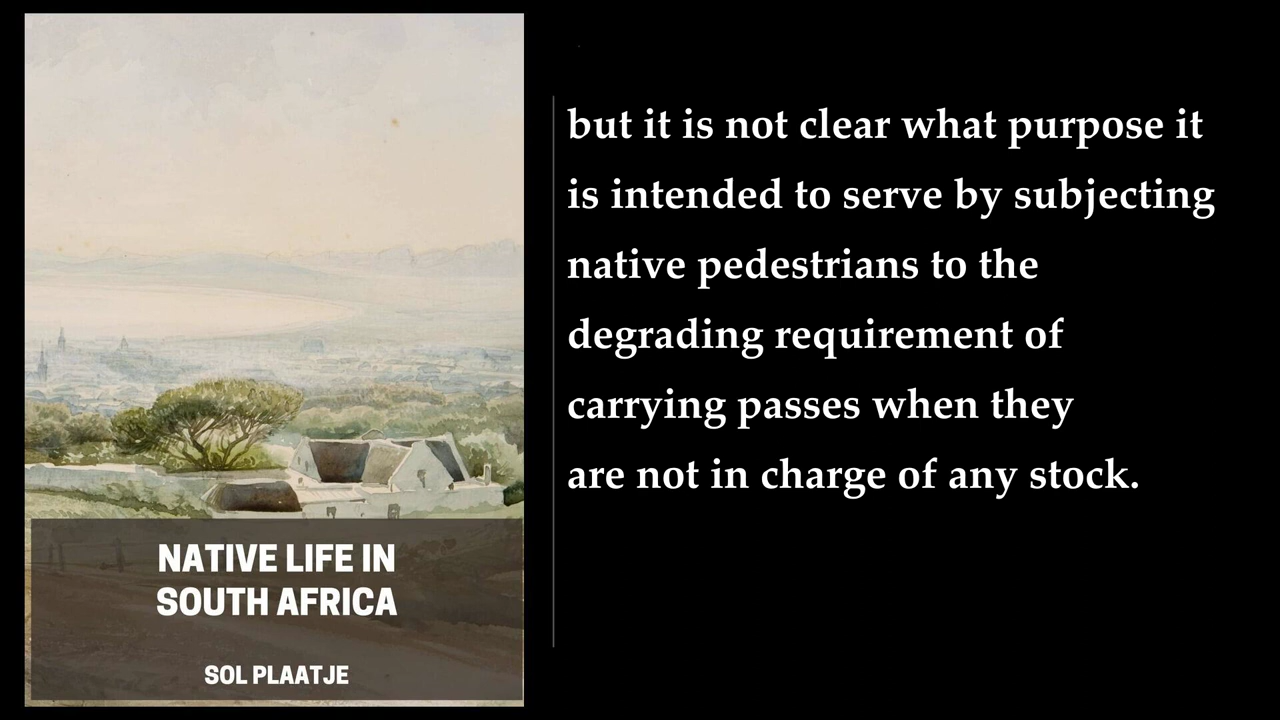 NATIVE LIFE IN
SOUTH AFRICA
SOL PLAATJE
but it is not clear what purpose it
is intended to serve by subjecting
native pedestrians to the
degrading requirement of
carrying passes when they
are not in charge of any stock.